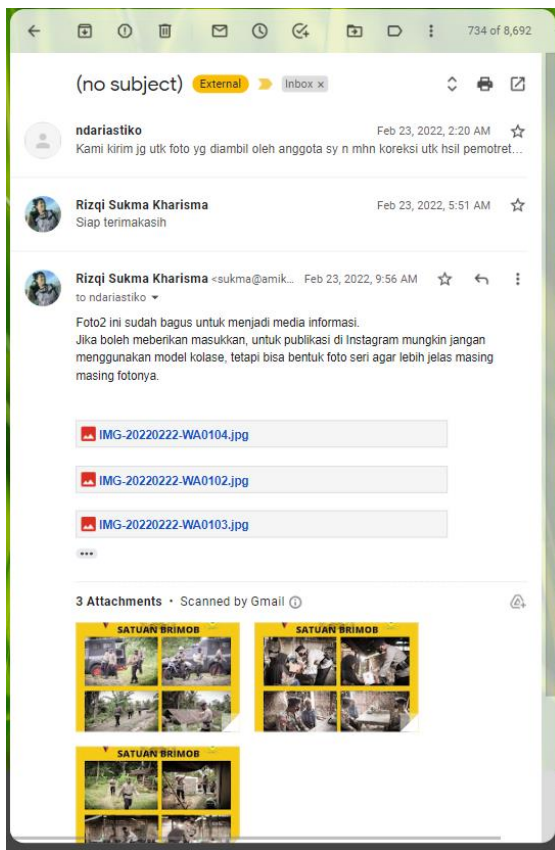 734 of 8,692
(no subject) External Inbox x
ndariastiko Feb 23, 2022, 2:20 AM
Kami kirim jg utk foto yg diambil oleh anggota sy n mhn koreksi utk hsil pemotret...
Rizqi Sukma Kharisma Feb 23, 2022, 5:51 AM
Siap terimakasih
Rizqi Sukma Kharisma <sukma@amik... Feb 23, 2022, 9:56 AM
to ndariastiko
Foto2 ini sudah bagus untuk menjadi media informasi.
Jika boleh meberikan masukkan, untuk publikasi di Instagram mungkin jangan
menggunakan model kolase, tetapi bisa bentuk foto seri agar lebih jelas masing
masing fotonya.
IMG-20220222-WA0104.jpg
IMG-20220222-WA0102.jpg
IMG-20220222-WA0103.jpg
3 Attachments • Scanned by Gmail
SATUAN BRIMOB
SATUAN BRIMOB
SATUAN BRIMOB